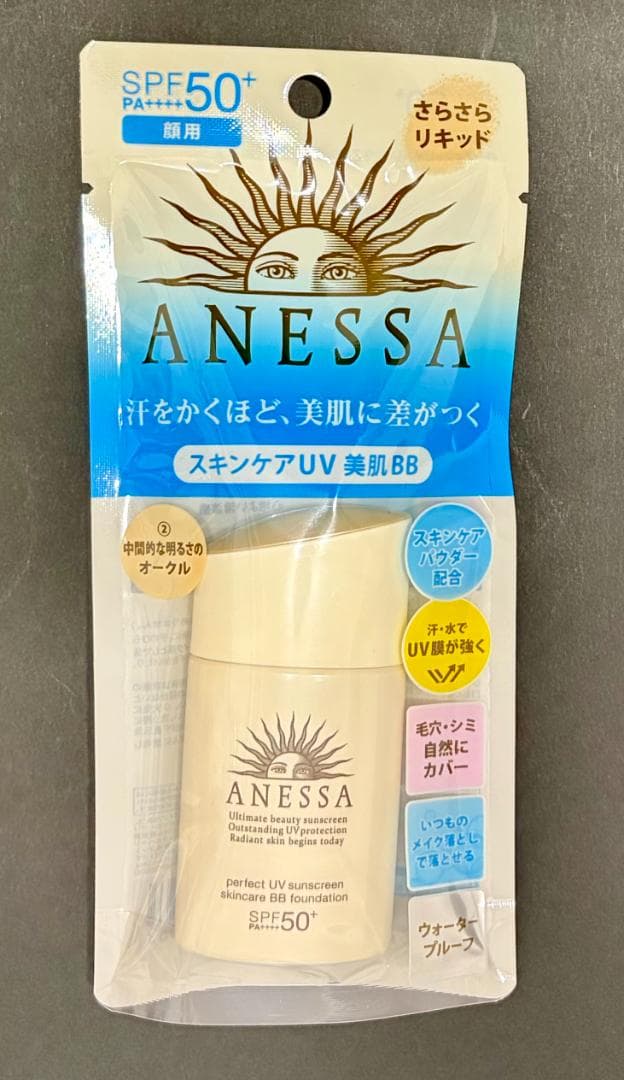 SPF50+
PA++++
顔用
さらさら
リキッド
ANESSA
汗をかくほど、美肌に差がつく
スキンケアUV 美肌BB
②
中間的な明るさの
オークル
スキンケア
パウダー
配合
汗・水で
UV膜が強く
毛穴・シミ
自然に
カバー
いつもの
メイク落とし
で落とせる
ウォーター
プルーフ
ANESSA
Ultimate beauty sunscreen
Outstanding UV protection
Radiant skin begins today
perfect UV sunscreen
skincare BB foundation
SPF50+
PA++++